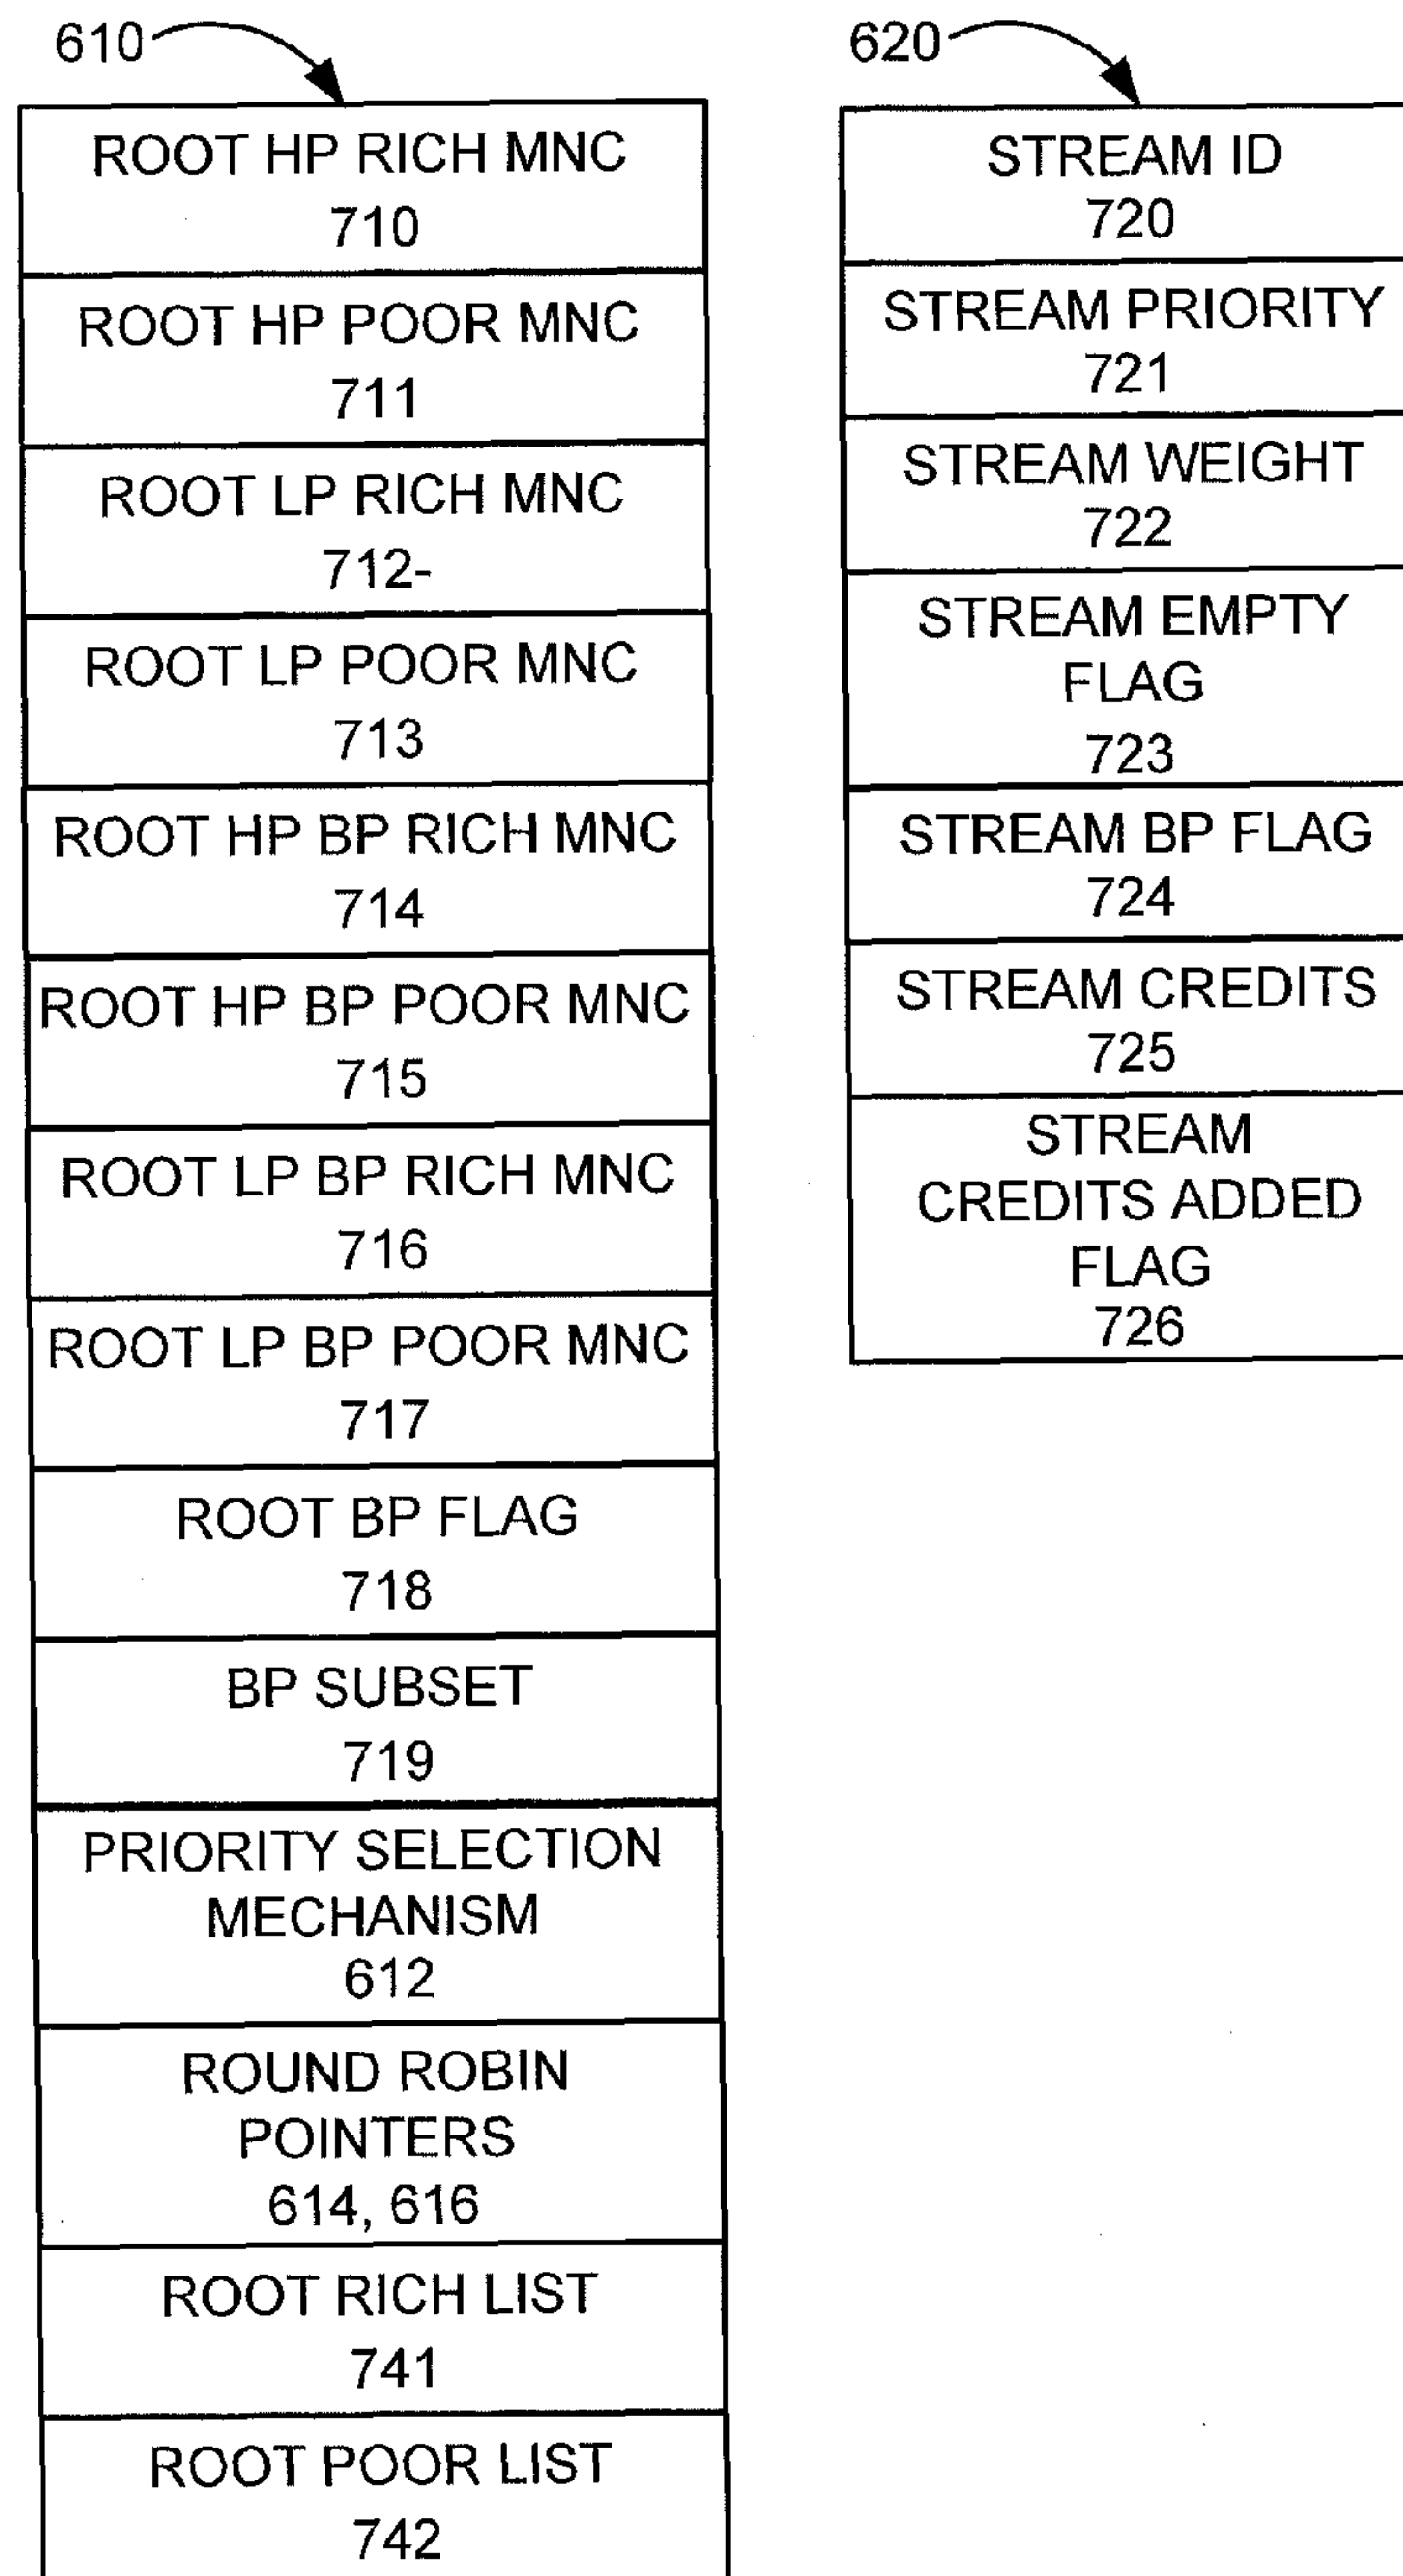 610
ROOT HP RICH MNC
710
ROOT HP POOR MNC
711
ROOT LP RICH MNC
712-
ROOT LP POOR MNC
713
ROOT HP BP RICH MNC
714
ROOT HP BP POOR MNC
715
ROOT LP BP RICH MNC
716
ROOT LP BP POOR MNC
717
ROOT BP FLAG
718
BP SUBSET
719
PRIORITY SELECTION
MECHANISM
612
ROUND ROBIN
POINTERS
614, 616
ROOT RICH LIST
741
ROOT POOR LIST
742
620
STREAM ID
720
STREAM PRIORITY
721
STREAM WEIGHT
722
STREAM EMPTY
FLAG
723
STREAM BP FLAG
724
STREAM CREDITS
725
STREAM
CREDITS ADDED
FLAG
726